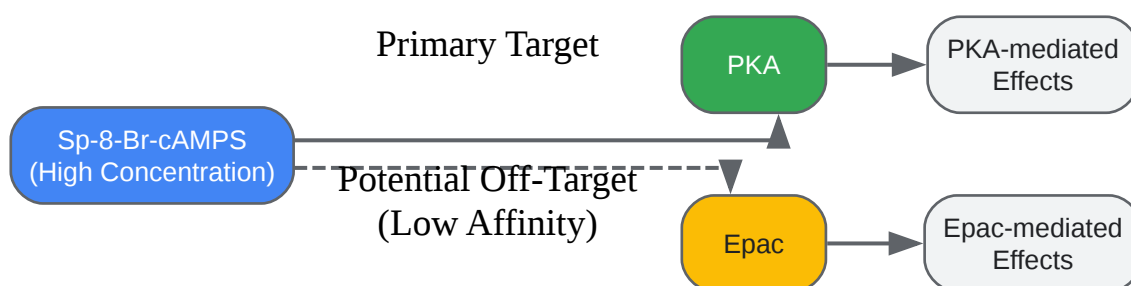 Primary Target
PKA
PKA-mediated
Effects
Sp-8-Br-cAMPS
(High Concentration)
Potential Off-Target
(Low Affinity)
Epac
Epac-mediated
Effects